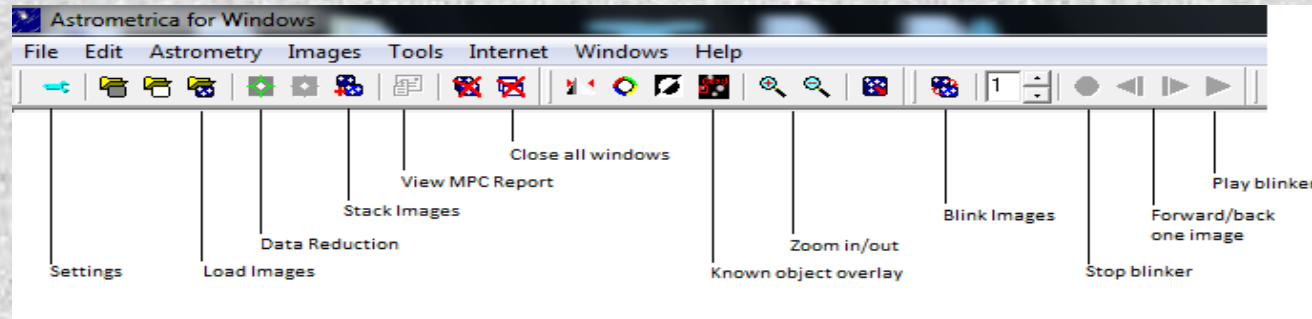 Astrometrica for Windows
File Edit Astrometry Images Tools Internet Windows Help
1
Close all windows
View MPC Report
Play blinker
Stack Images
Blink Images
Forward/back
one image
Data Reduction
Zoom in/out
Settings
Load Images
Known object overlay
Stop blinker